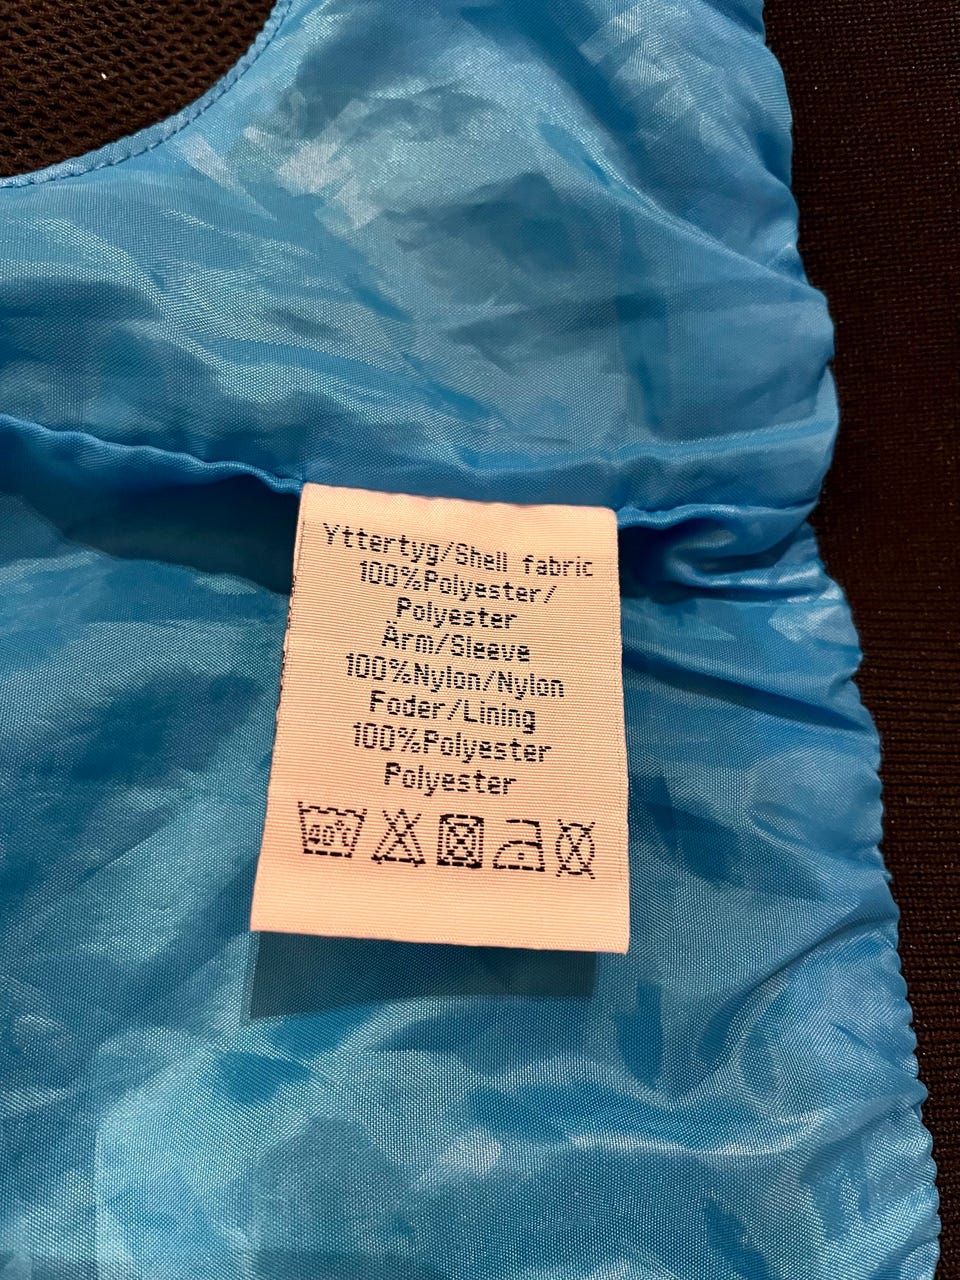 Yttertyg/Shell fabric
100%Polyester/
Polyester
Ärm/Sleeve
100%Nylon/Nylon
Foder/Lining
100%Polyester
Polyester
40°C